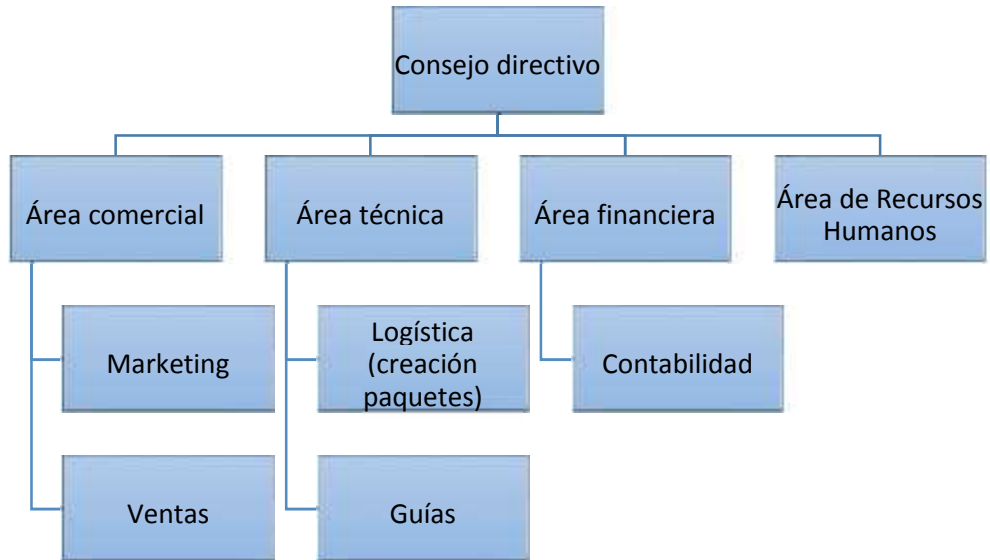 Consejo directivo
Área comercial
Área técnica
Área financiera
Área de Recursos
Humanos
Marketing
Logística
(creación
paquetes)
Contabilidad
Ventas
Guías